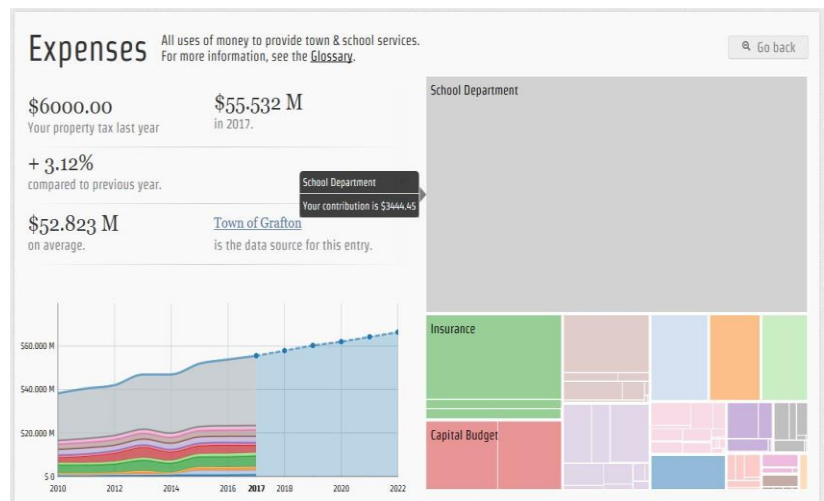 Expenses
All uses of money to provide town & school services.
For more information, see the Glossary.
Go back
$6000.00
Your property tax last year
$55.532 M
in 2017.
+ 3.12%
compared to previous year.
$52.823 M
on average.
Town of Grafton
is the data source for this entry.
School Department
Your contribution is $3444.45
$60.000 M
$40.000 M
$20.000 M
$ 0
2010 2012 2014 2016 2017 2018 2020 2022
School Department
Insurance
Capital Budget